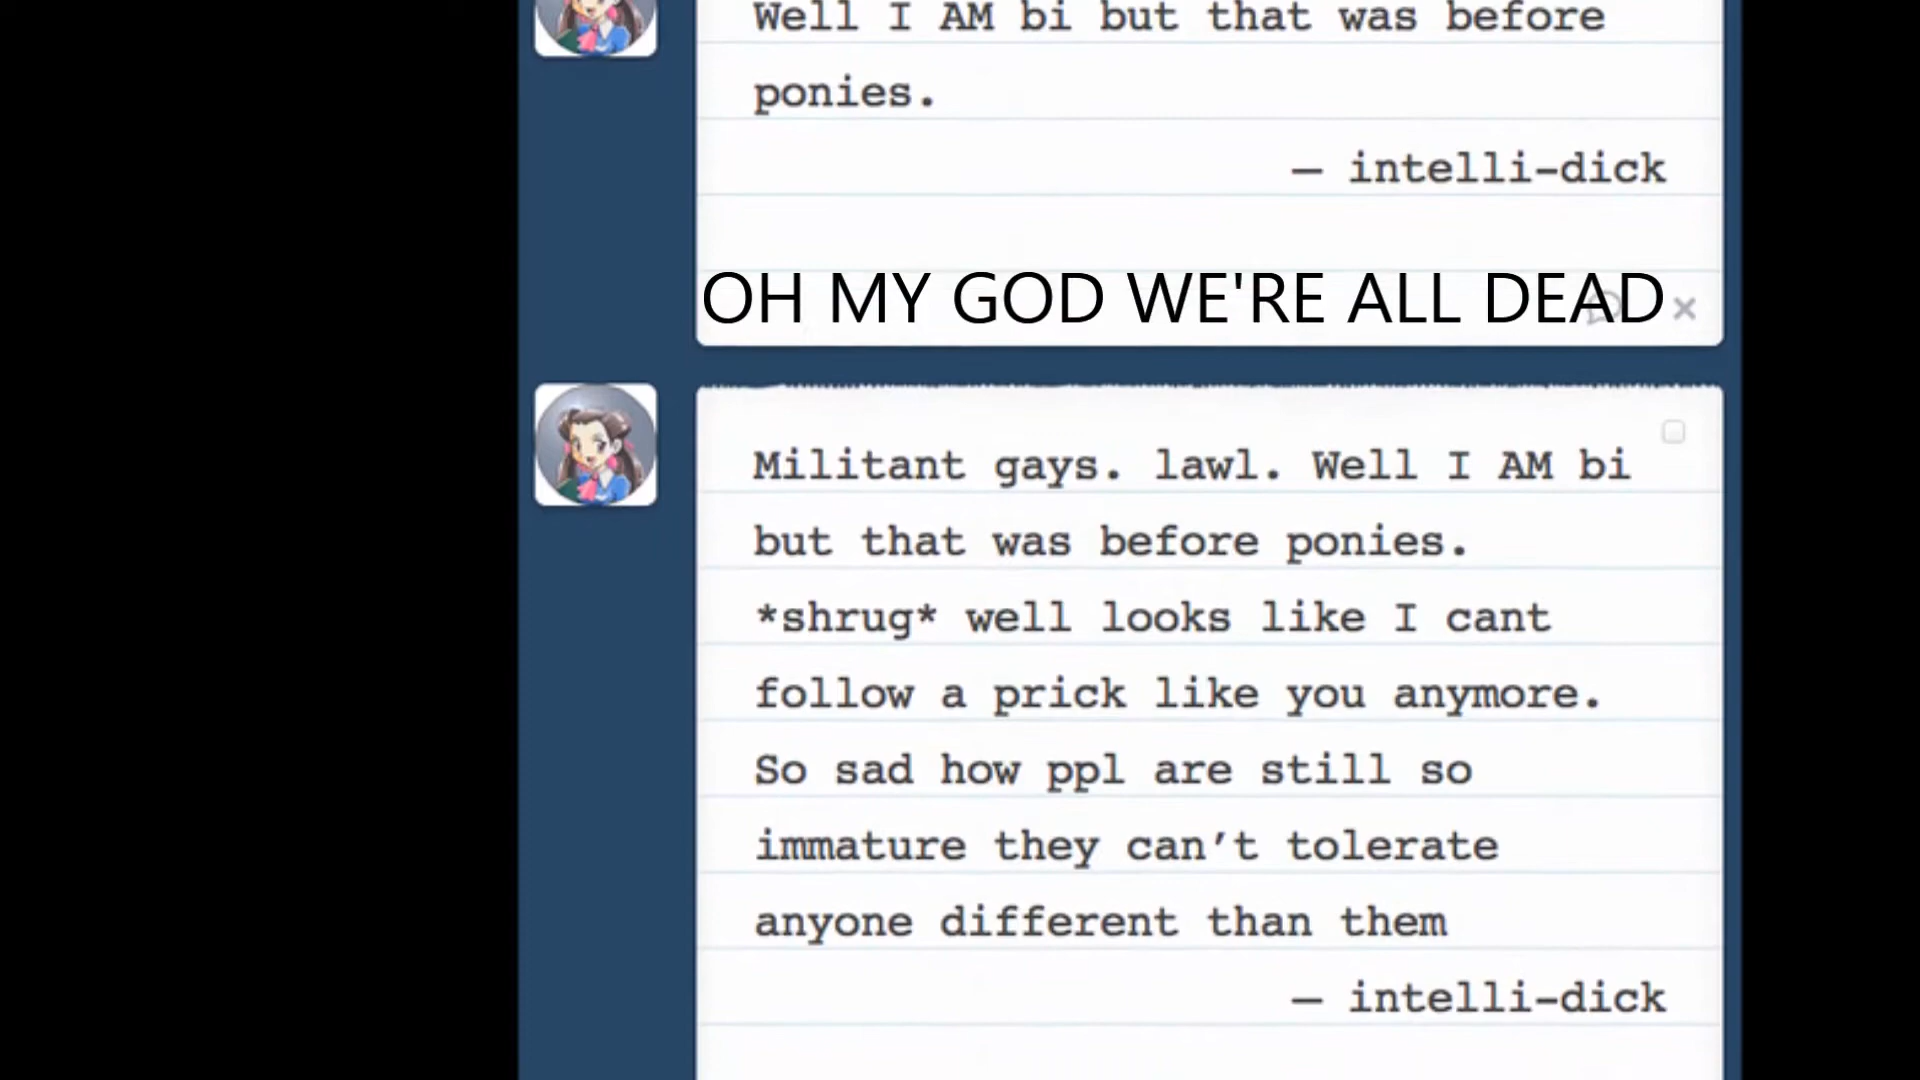 Well I AM bi but that was before
ponies.
— intelli-dick
OH MY GOD WE'RE ALL DEAD
Militant gays. lawl. Well I AM bi
but that was before ponies.
*shrug* well looks like I cant
follow a prick like you anymore.
So sad how ppl are still so
immature they can’t tolerate
anyone different than them
— intelli-dick